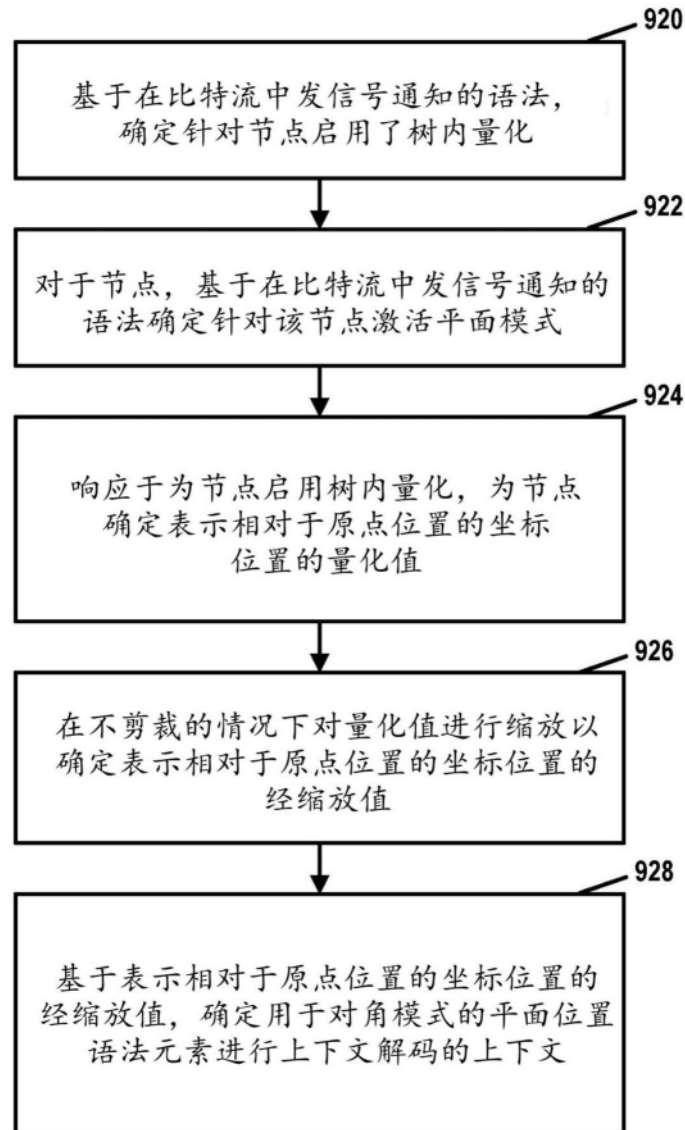 920
基于在比特流中发信号通知的语法，
确定针对节点启用了树内量化
922
对于节点，基于在比特流中发信号通知的
语法确定针对该节点激活平面模式
924
响应于为节点启用树内量化，为节点
确定表示相对于原点位置的坐标
位置的量化值
926
在不剪裁的情况下对量化值进行缩放以
确定表示相对于原点位置的坐标位置的
经缩放值
928
基于表示相对于原点位置的坐标位置的
经缩放值，确定用于对角模式的平面位置
语法元素进行上下文解码的上下文